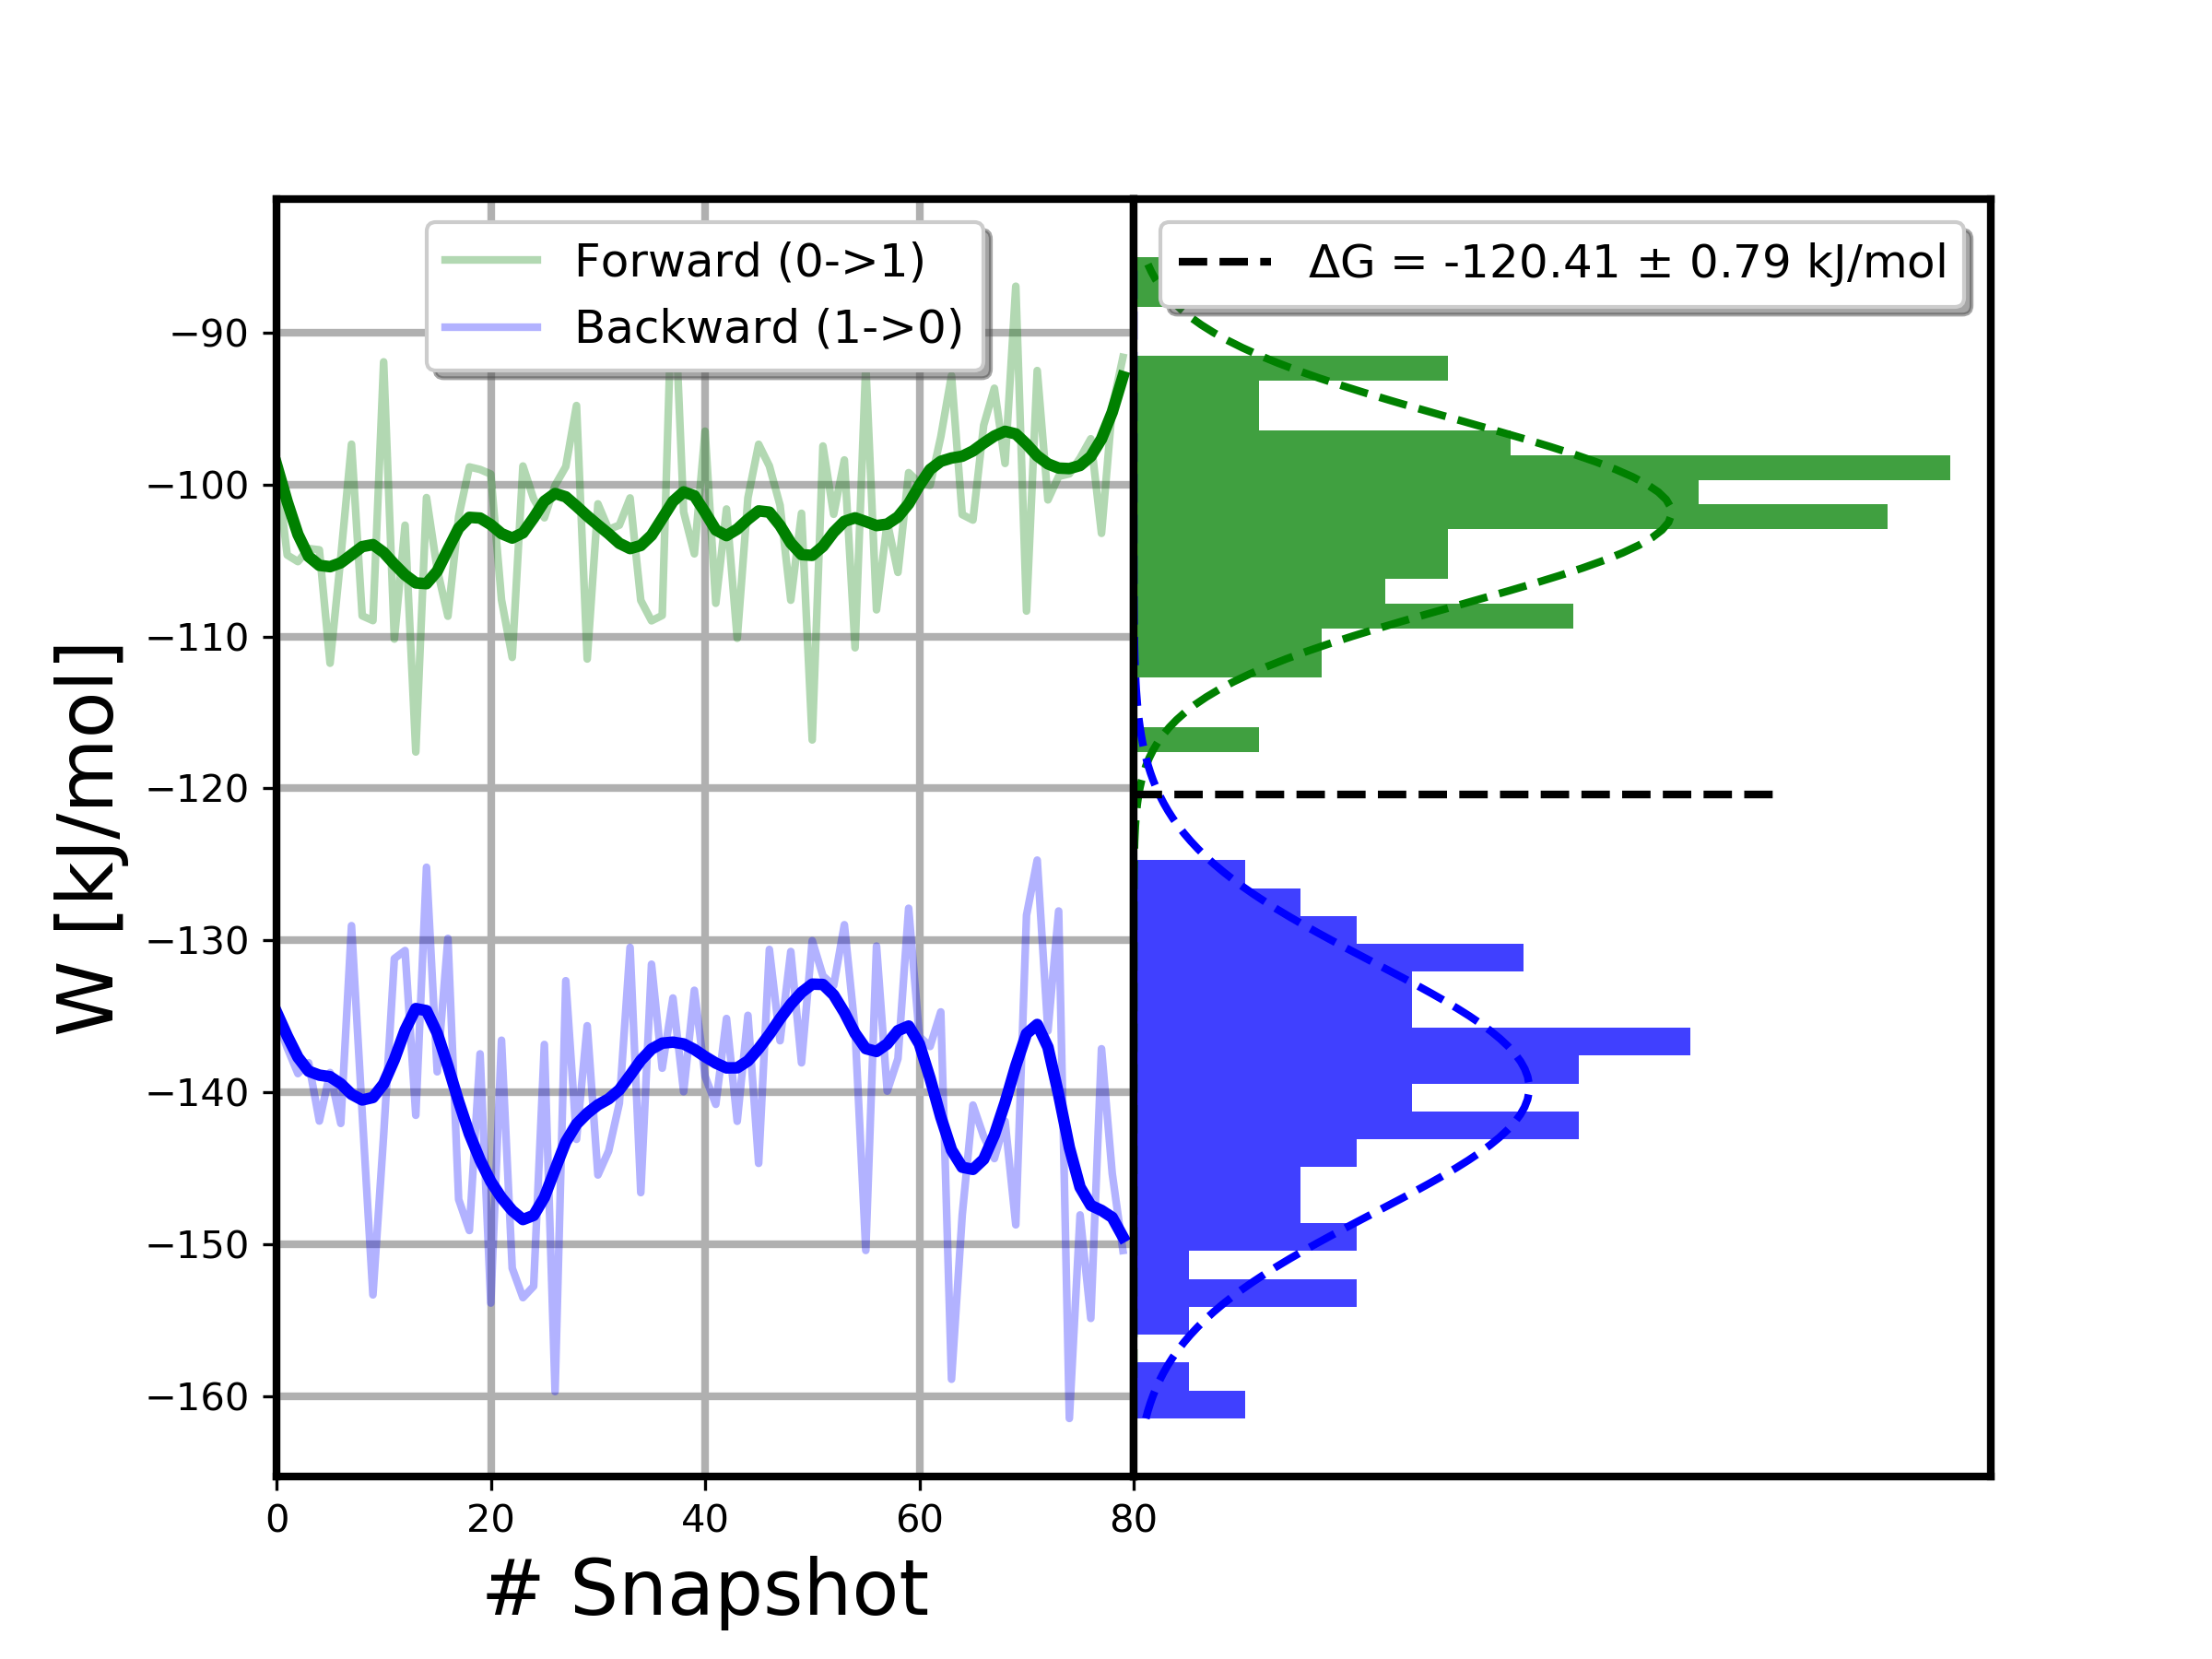 Forward (0->1)
Backward (1->0)
ΔG = -120.41 ± 0.79 kJ/mol
W [kJ/mol]
−90
−100
−110
−120
−130
−140
−150
−160
0 20 40 60 80
# Snapshot